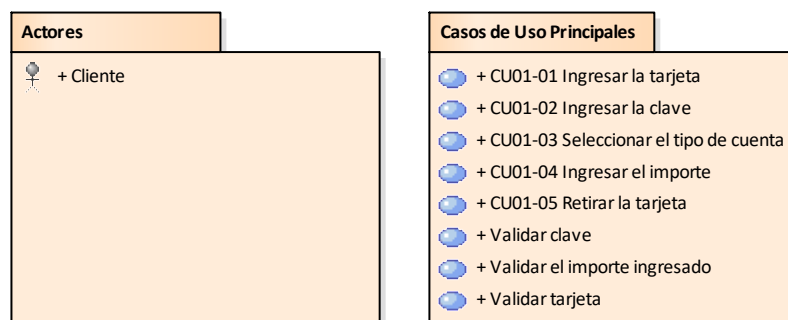 Actores
+ Cliente
Casos de Uso Principales
+ CU01-01 Ingresar la tarjeta
+ CU01-02 Ingresar la clave
+ CU01-03 Seleccionar el tipo de cuenta
+ CU01-04 Ingresar el importe
+ CU01-05 Retirar la tarjeta
+ Validar clave
+ Validar el importe ingresado
+ Validar tarjeta